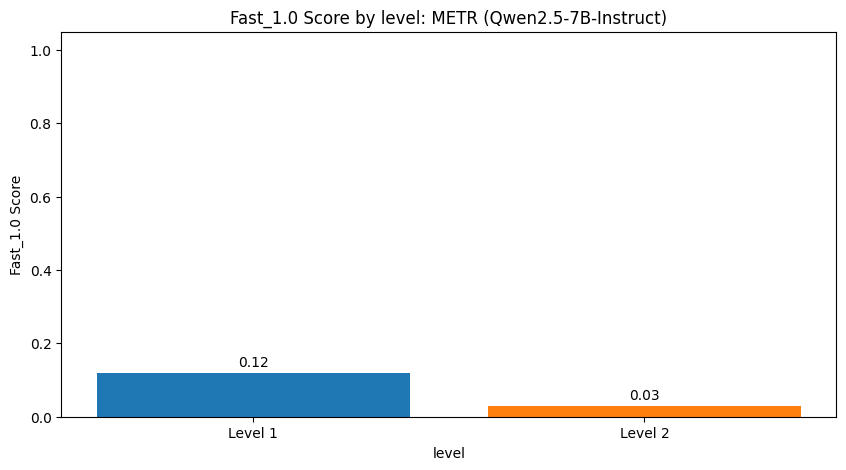 Fast_1.0 Score by level: METR (Qwen2.5-7B-Instruct)
1.0
0.8
0.6
0.4
0.2
0.0
Fast_1.0 Score
0.12
0.03
Level 1
Level 2
level